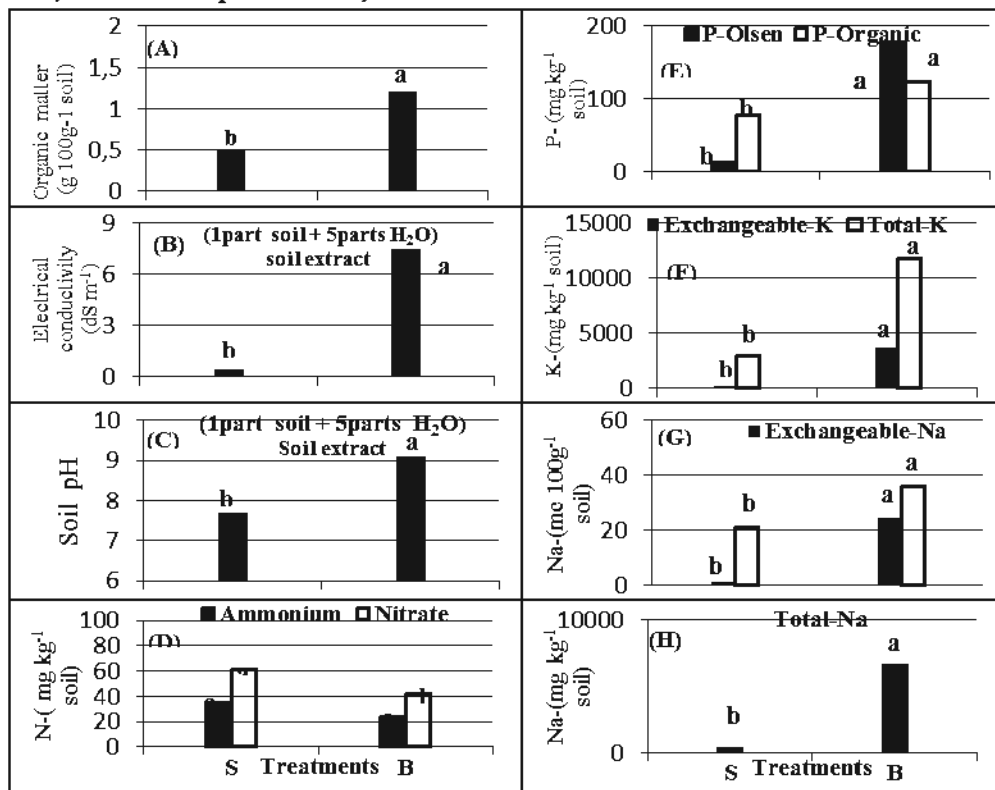 2
(A)
1,5
a
1
b
0,5
0
Organic matter
(g 100g-1 soil)
9
(B)
(1part soil + 5parts H₂O)
soil extract
6
a
3
b
0
Electrical
conductivity
(dS m⁻¹)
10
(1part soil + 5parts H₂O)
(C)
Soil extract
a
9
b
8
7
6
Soil pH
100
Ammonium Nitrate
80
(D)
60
40
20
0
N-( mg kg⁻¹
soil)
S Treatments B
200
P-Olsen P-Organic
(E)
a
a
100
b
b
0
P- (mg kg⁻¹
soil)
15000
Exchangeable-K Total-K
(F)
a
10000
5000
b
a
b
0
K-(mg kg⁻¹ soil)
60
(G)
Exchangeable-Na
40
a
b
a
20
b
0
Na-(me 100g⁻¹
soil)
10000
Total-Na
(H)
a
b
0
Na-(mg kg⁻¹
soil)
S Treatments B